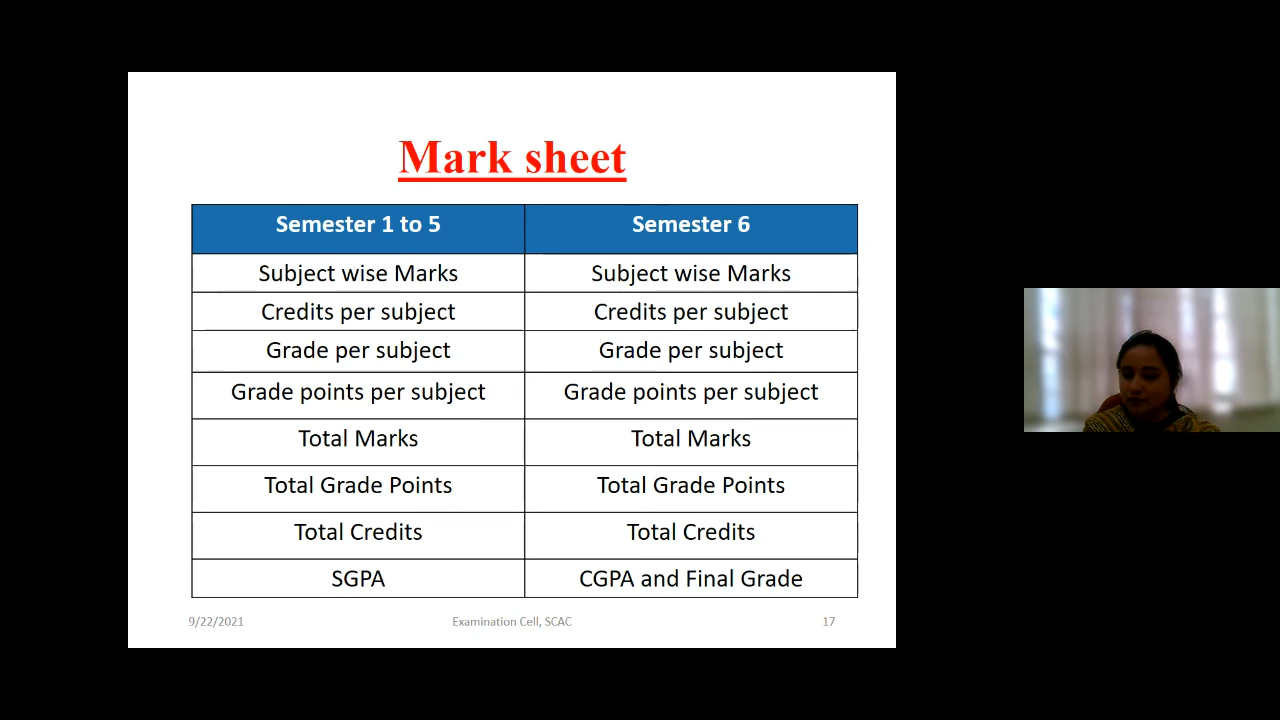 Mark sheet
Semester 1 to 5 Semester 6
Subject wise Marks Subject wise Marks
Credits per subject Credits per subject
Grade per subject Grade per subject
Grade points per subject Grade points per subject
Total Marks Total Marks
Total Grade Points Total Grade Points
Total Credits Total Credits
SGPA CGPA and Final Grade
9/22/2021 Examination Cell, SCAC 17